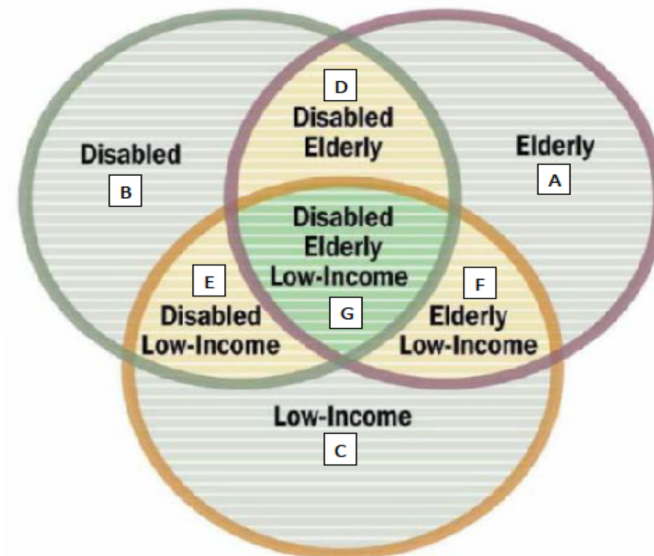 D
Disabled
Elderly
Disabled
B
Elderly
A
Disabled
Elderly
Low-Income
G
E
Disabled
Low-Income
F
Elderly
Low-Income
Low-Income
C